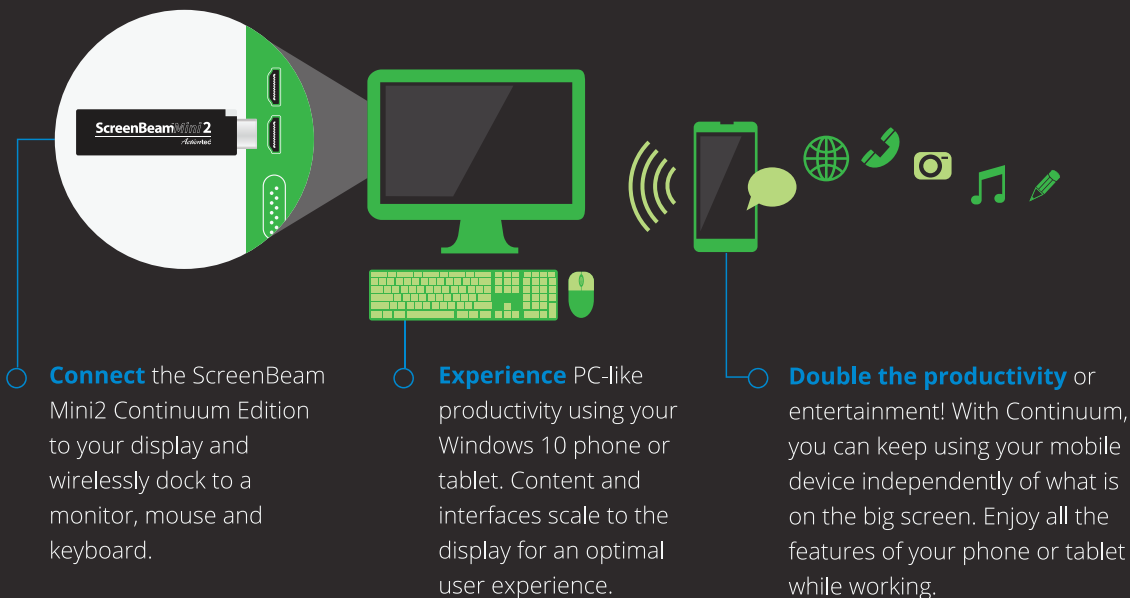 ScreenBeam Mini 2
Actiontec
Connect the ScreenBeam
Mini2 Continuum Edition
to your display and
wirelessly dock to a
monitor, mouse and
keyboard.
Experience PC-like
productivity using your
Windows 10 phone or
tablet. Content and
interfaces scale to the
display for an optimal
user experience.
Double the productivity or
entertainment! With Continuum,
you can keep using your mobile
device independently of what is
on the big screen. Enjoy all the
features of your phone or tablet
while working.